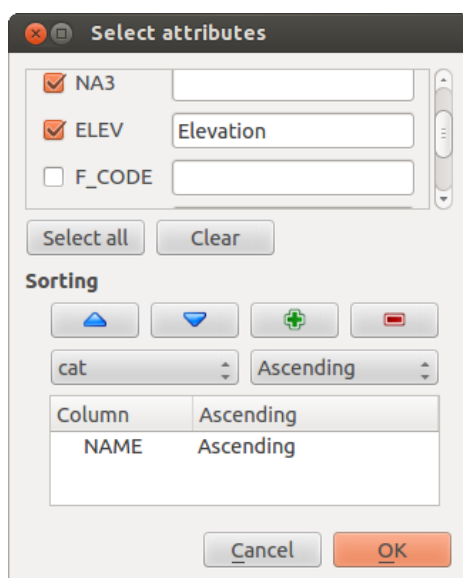 Select attributes
NA3
ELEV Elevation
F_CODE
Select all Clear
Sorting
cat Ascending
Column Ascending
NAME Ascending
Cancel OK